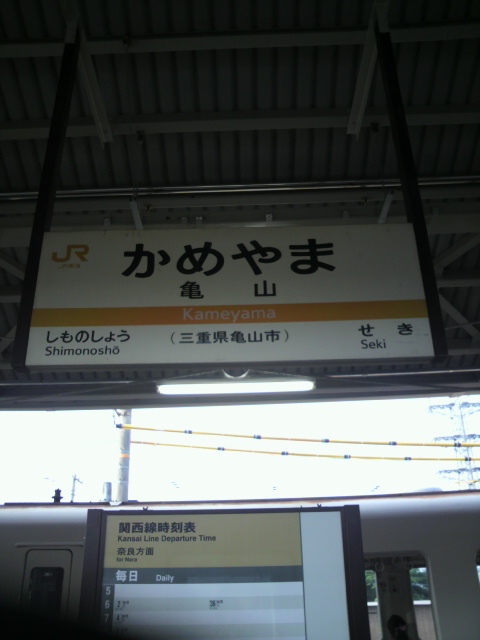 JR
かめやま
亀山
Kameyama
しものしょう
Shimonoshō
(三重県亀山市)
せき
Seki
関西線時刻表
Kansai Line Departure Time
奈良方面
for Nara
毎日 Daily
5
6
7